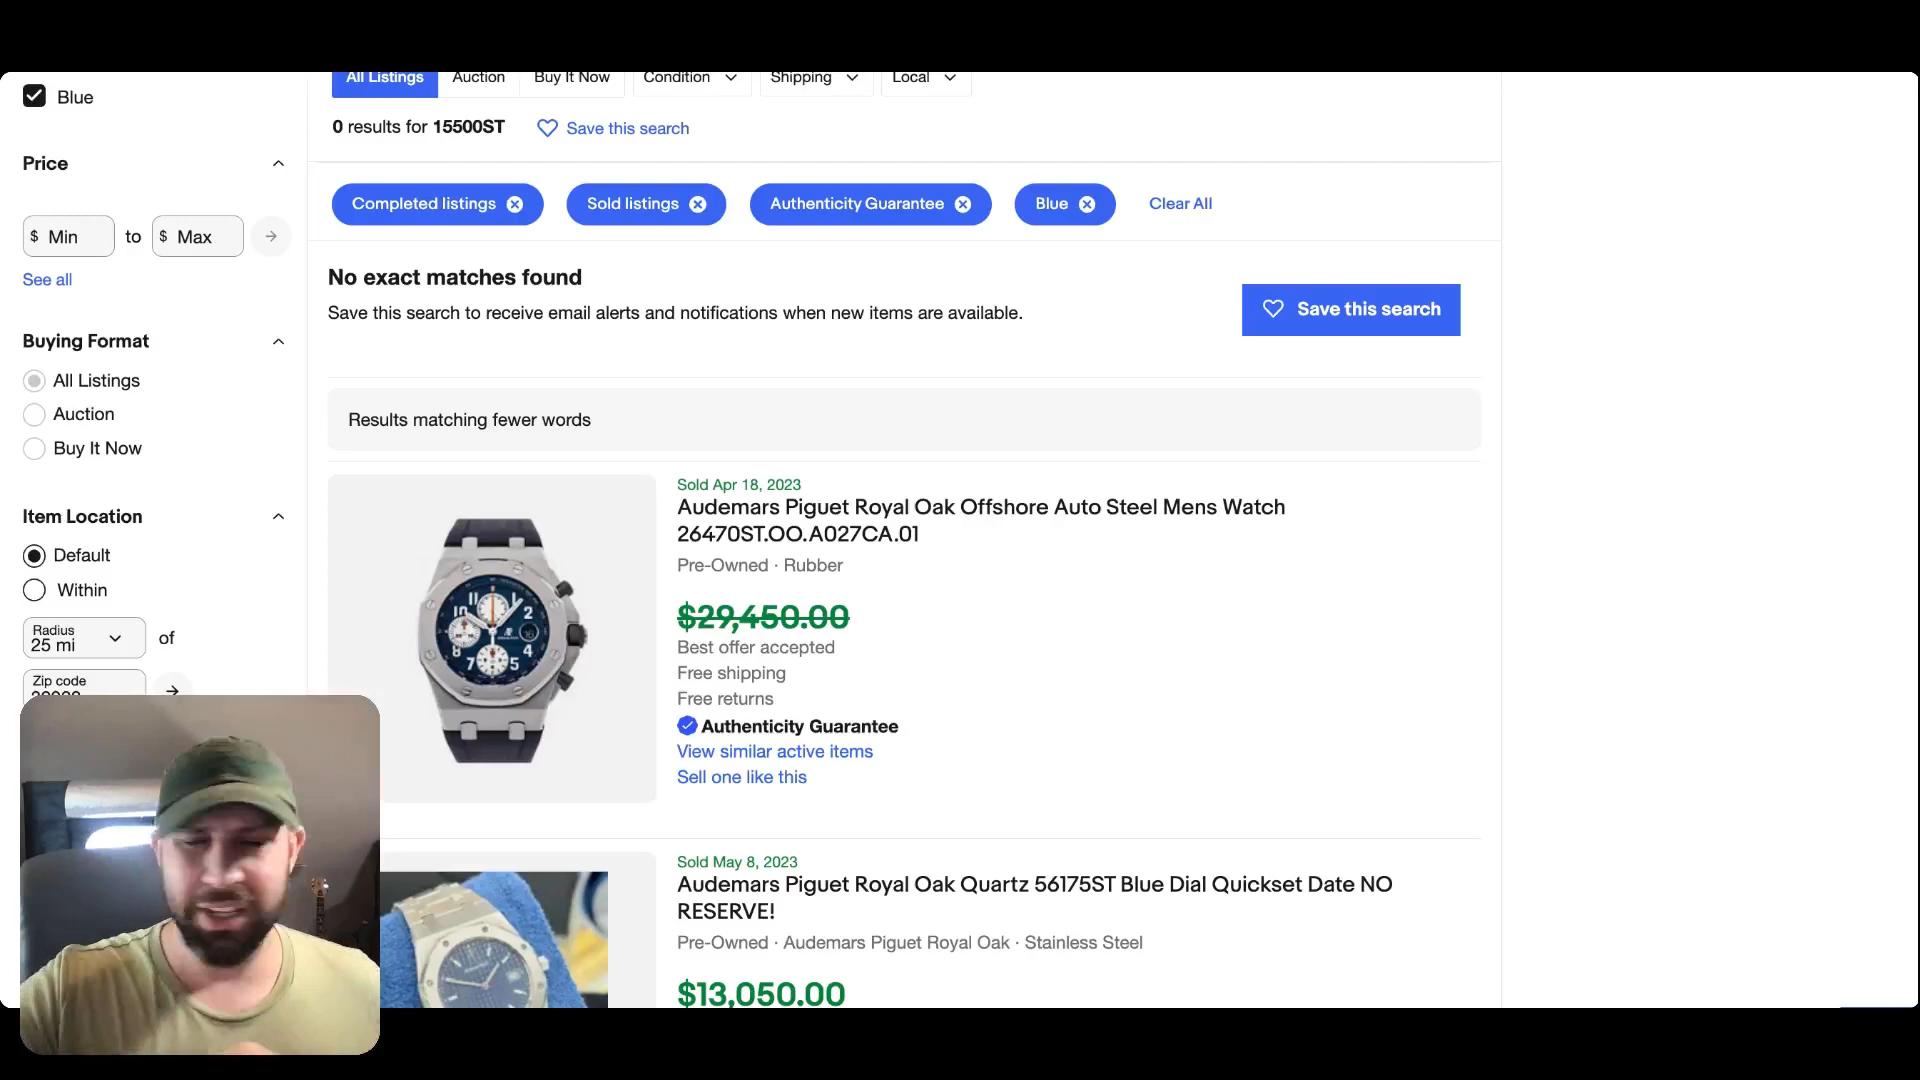 All Listings
Auction
Buy It Now
Condition
Shipping
Local
Blue
0 results for 15500ST
Save this search
Price
$ Min to $ Max
See all
Completed listings
Sold listings
Authenticity Guarantee
Blue
Clear All
No exact matches found
Save this search to receive email alerts and notifications when new items are available.
Save this search
Buying Format
All Listings
Auction
Buy It Now
Results matching fewer words
Item Location
Default
Within
Radius
25 mi
of
Zip code
Sold Apr 18, 2023
Audemars Piguet Royal Oak Offshore Auto Steel Mens Watch
26470ST.OO.A027CA.01
Pre-Owned · Rubber
$29,450.00
Best offer accepted
Free shipping
Free returns
Authenticity Guarantee
View similar active items
Sell one like this
Sold May 8, 2023
Audemars Piguet Royal Oak Quartz 56175ST Blue Dial Quickset Date NO
RESERVE!
Pre-Owned · Audemars Piguet Royal Oak · Stainless Steel
$13,050.00